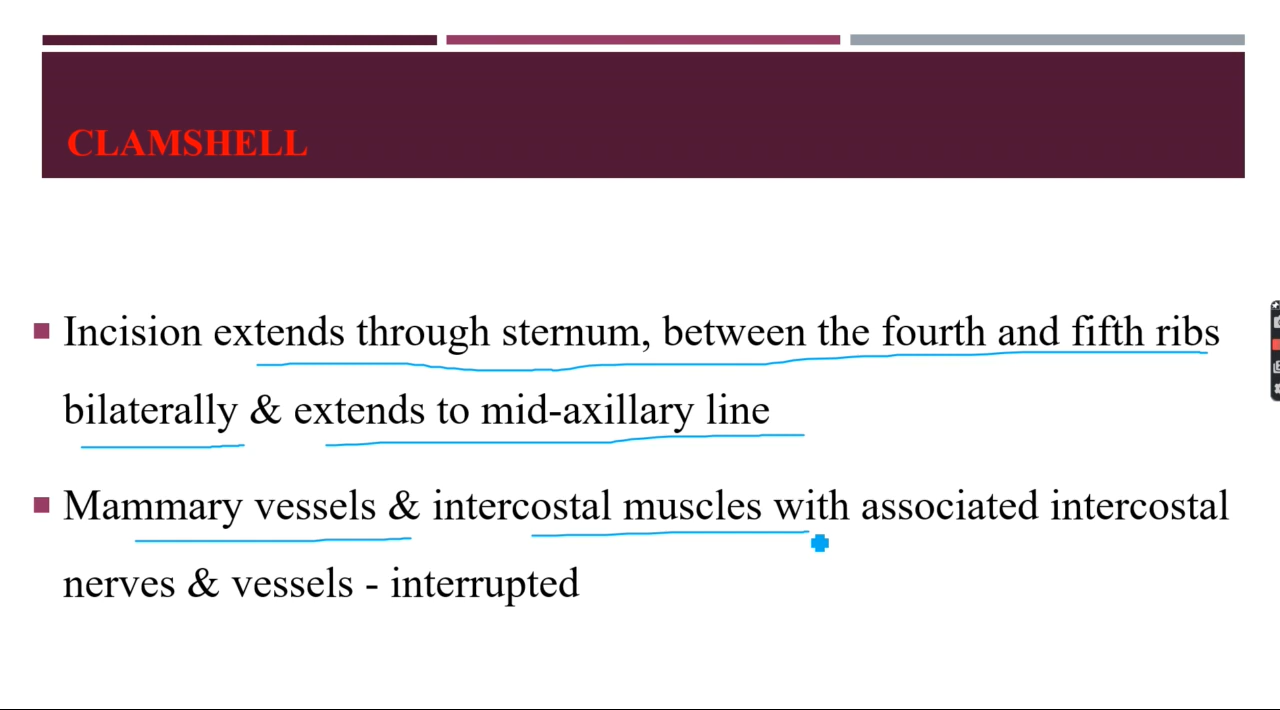 CLAMSHELL
Incision extends through sternum, between the fourth and fifth ribs
bilaterally & extends to mid-axillary line
Mammary vessels & intercostal muscles with associated intercostal
nerves & vessels - interrupted